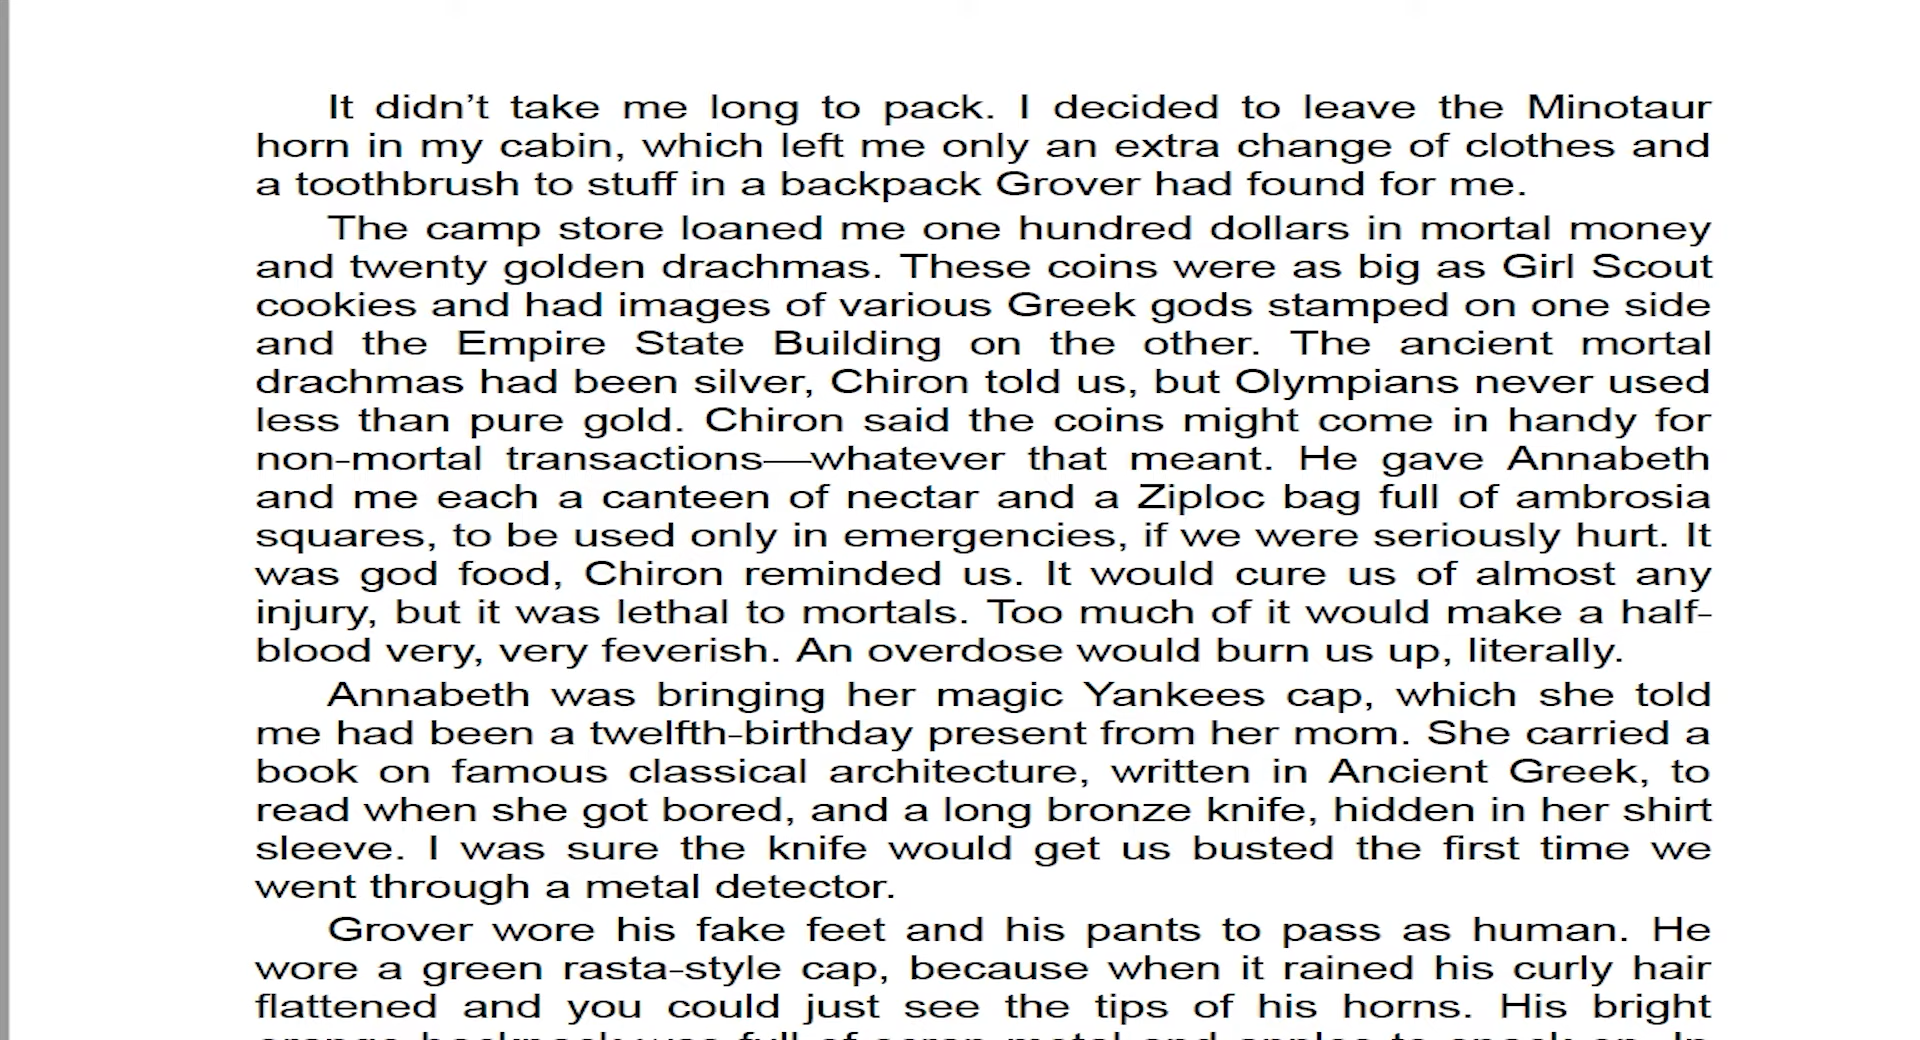 It didn’t take me long to pack. I decided to leave the Minotaur
horn in my cabin, which left me only an extra change of clothes and
a toothbrush to stuff in a backpack Grover had found for me.
The camp store loaned me one hundred dollars in mortal money
and twenty golden drachmas. These coins were as big as Girl Scout
cookies and had images of various Greek gods stamped on one side
and the Empire State Building on the other. The ancient mortal
drachmas had been silver, Chiron told us, but Olympians never used
less than pure gold. Chiron said the coins might come in handy for
non-mortal transactions—whatever that meant. He gave Annabeth
and me each a canteen of nectar and a Ziploc bag full of ambrosia
squares, to be used only in emergencies, if we were seriously hurt. It
was god food, Chiron reminded us. It would cure us of almost any
injury, but it was lethal to mortals. Too much of it would make a half-
blood very, very feverish. An overdose would burn us up, literally.
Annabeth was bringing her magic Yankees cap, which she told
me had been a twelfth-birthday present from her mom. She carried a
book on famous classical architecture, written in Ancient Greek, to
read when she got bored, and a long bronze knife, hidden in her shirt
sleeve. I was sure the knife would get us busted the first time we
went through a metal detector.
Grover wore his fake feet and his pants to pass as human. He
wore a green rasta-style cap, because when it rained his curly hair
flattened and you could just see the tips of his horns. His bright
orange backpack was full of scrap metal and apples to snack on. In